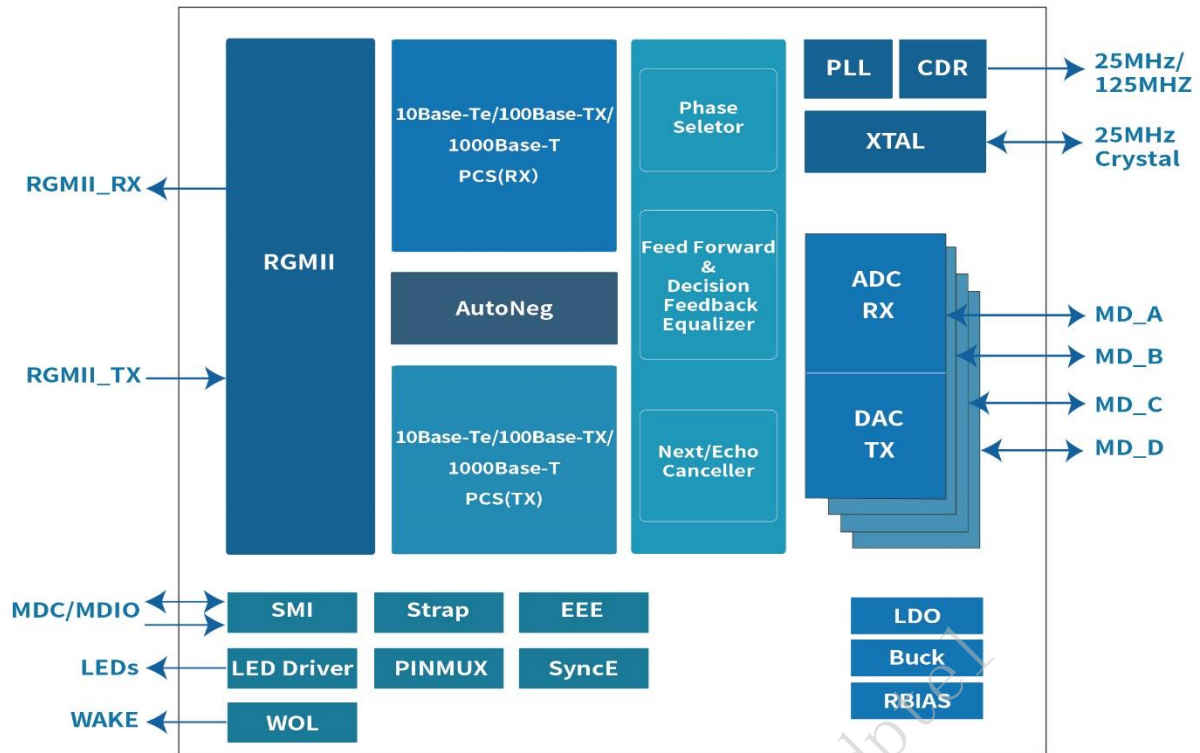 RGMII_RX
RGMII_TX
RGMII
10Base-Te/100Base-TX/
1000Base-T
PCS(RX)
AutoNeg
10Base-Te/100Base-TX/
1000Base-T
PCS(TX)
Phase
Seletor
Feed Forward
&
Decision
Feedback
Equalizer
Next/Echo
Canceller
PLL
CDR
25MHz/
125MHZ
XTAL
25MHz
Crystal
ADC
RX
DAC
TX
MD_A
MD_B
MD_C
MD_D
MDC/MDIO
SMI
Strap
EEE
LEDs
LED Driver
PINMUX
SyncE
WAKE
WOL
LDO
Buck
RBIAS